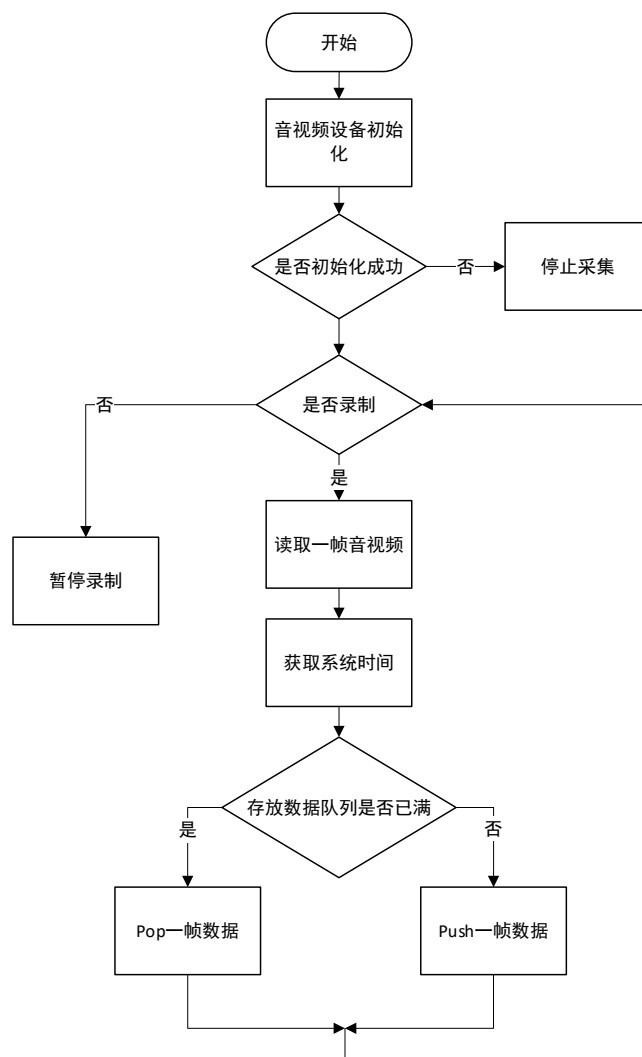 开始
音视频设备初始
化
是否初始化成功
否
停止采集
否
是否录制
是
读取一帧音视频
暂停录制
获取系统时间
存放数据队列是否已满
是
否
Pop一帧数据
Push一帧数据